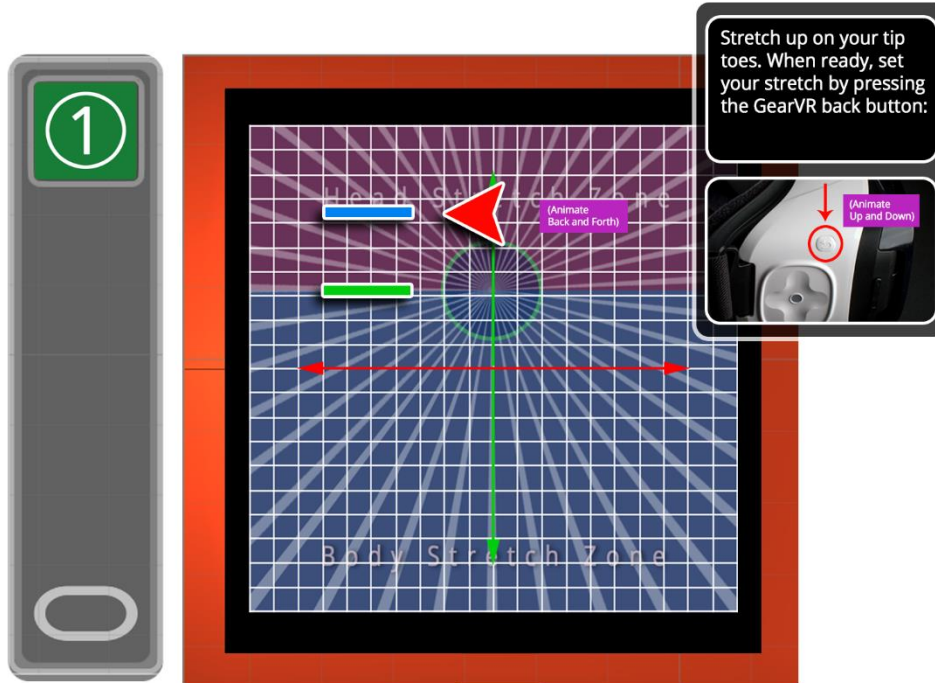 1
Stretch up on your tip
toes. When ready, set
your stretch by pressing
the GearVR back button:
Head Stretch Zone
(Animate
Back and Forth)
(Animate
Up and Down)
Body Stretch Zone